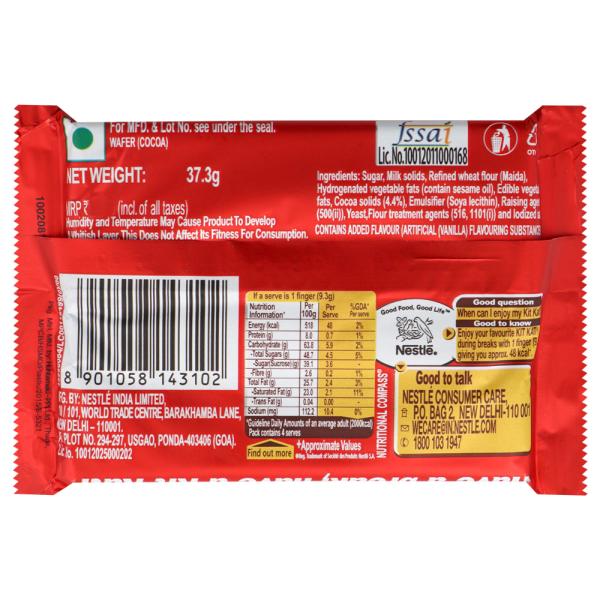 For MFD. & Lot No. see under the seal.
WAFER (COCOA)
NET WEIGHT: 37.3g
MRP ₹ (incl. of all taxes)
Humidity and Temperature May Cause Product To Develop
Whitish Layer This Does Not Affect Its Fitness For Consumption.
fssai
Lic.No.10012011000168
Ingredients: Sugar, Milk solids, Refined wheat flour (Maida),
Hydrogenated vegetable fats (contain sesame oil), Edible vegeta
fats, Cocoa solids (4.4%), Emulsifier (Soya lecithin), Raising agen
(500(ii)), Yeast, Flour treatment agents (516, 1101(i)) and Iodized s
CONTAINS ADDED FLAVOUR (ARTIFICIAL (VANILLA) FLAVOURING SUBSTANC
8 901058 143102
FG. BY: NESTLÉ INDIA LIMITED,
101, WORLD TRADE CENTRE, BARAKHAMBA LANE,
NEW DELHI – 110001.
PLOT NO. 294-297, USGAO, PONDA-403406 (GOA).
Lic. No. 10012025000202
If a serve is 1 finger (9.3g)
Nutrition Information+ Per 100g Per Serve %GDA* Per serve
Energy (kcal) 518 48 2%
Protein (g) 8.0 0.7 1%
Carbohydrate (g) 63.8 5.9 2%
-Total Sugars (g) 48.7 4.5 5%
-Sugar(Sucrose)(g) 39.1 3.6
-Fibre (g) 2.6 0.2 1%
Total Fat (g) 25.7 2.4 3%
-Saturated Fat (g) 23.0 2.1 11%
-Trans Fat (g) 0.04 0.00
Sodium (mg) 112.2 10.4 0%
*Guideline Daily Amounts of an average adult (2000kcal)
Pack contains 4 serves
Find out more
+Approximate Values
®Reg. Trademark of Société des Produits Nestlé S.A.
NUTRITIONAL COMPASS®
Good Food, Good Life™
Nestlé®
Good question
When can I enjoy my Kit Kat
Good to know
Enjoy your favourite KIT KAT
during breaks with 1 finger
giving you approx. 48 kcal
Good to talk
NESTLÉ CONSUMER CARE,
P.O. BAG 2, NEW DELHI-110 001
WECARE@IN.NESTLE.COM
1800 103 1947